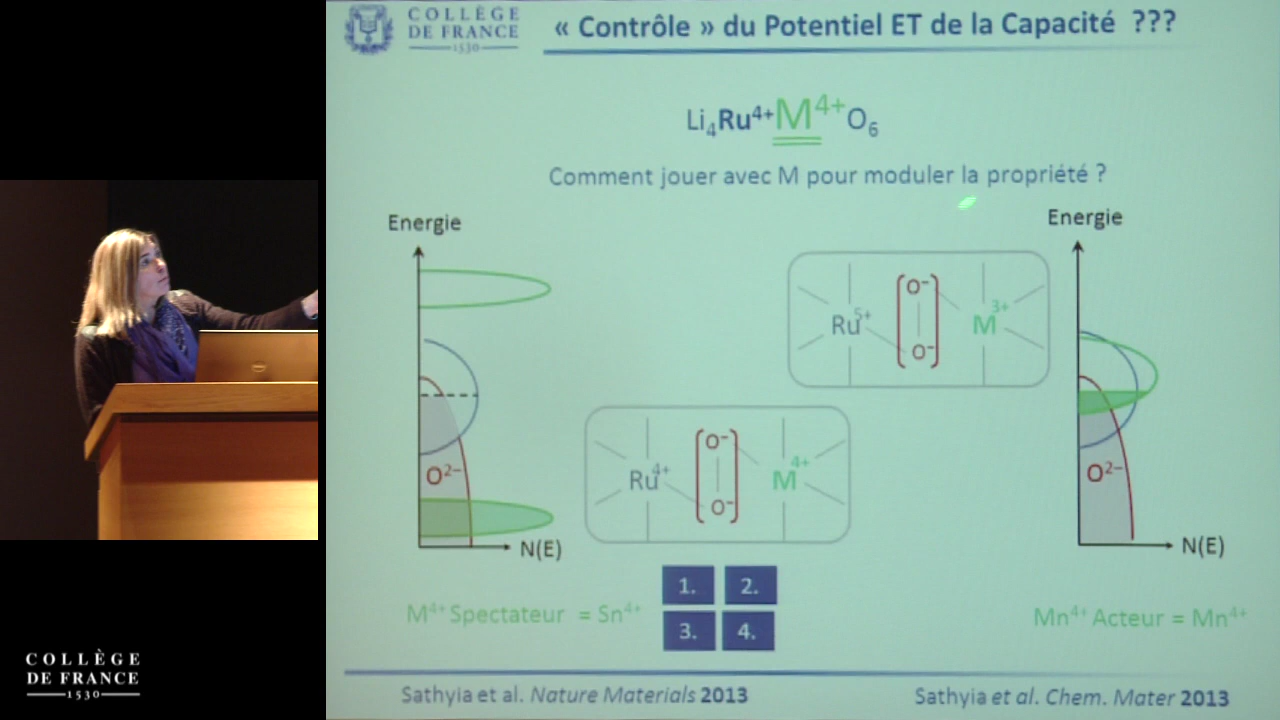 COLLÈGE
DE FRANCE
1530
« Contrôle » du Potentiel ET de la Capacité ???
Li₄Ru⁴⁺M⁴⁺O₆
Comment jouer avec M pour moduler la propriété ?
Energie
O²⁻
N(E)
Ru⁴⁺
O⁻
O⁻
M⁴⁺
Ru⁵⁺
O⁻
O⁻
M³⁺
Energie
O²⁻
N(E)
M⁴⁺ Spectateur = Sn⁴⁺
1.
2.
3.
4.
Mn⁴⁺ Acteur = Mn⁴⁺
Sathyia et al. Nature Materials 2013
Sathyia et al. Chem. Mater 2013
COLLÈGE
DE FRANCE
1530